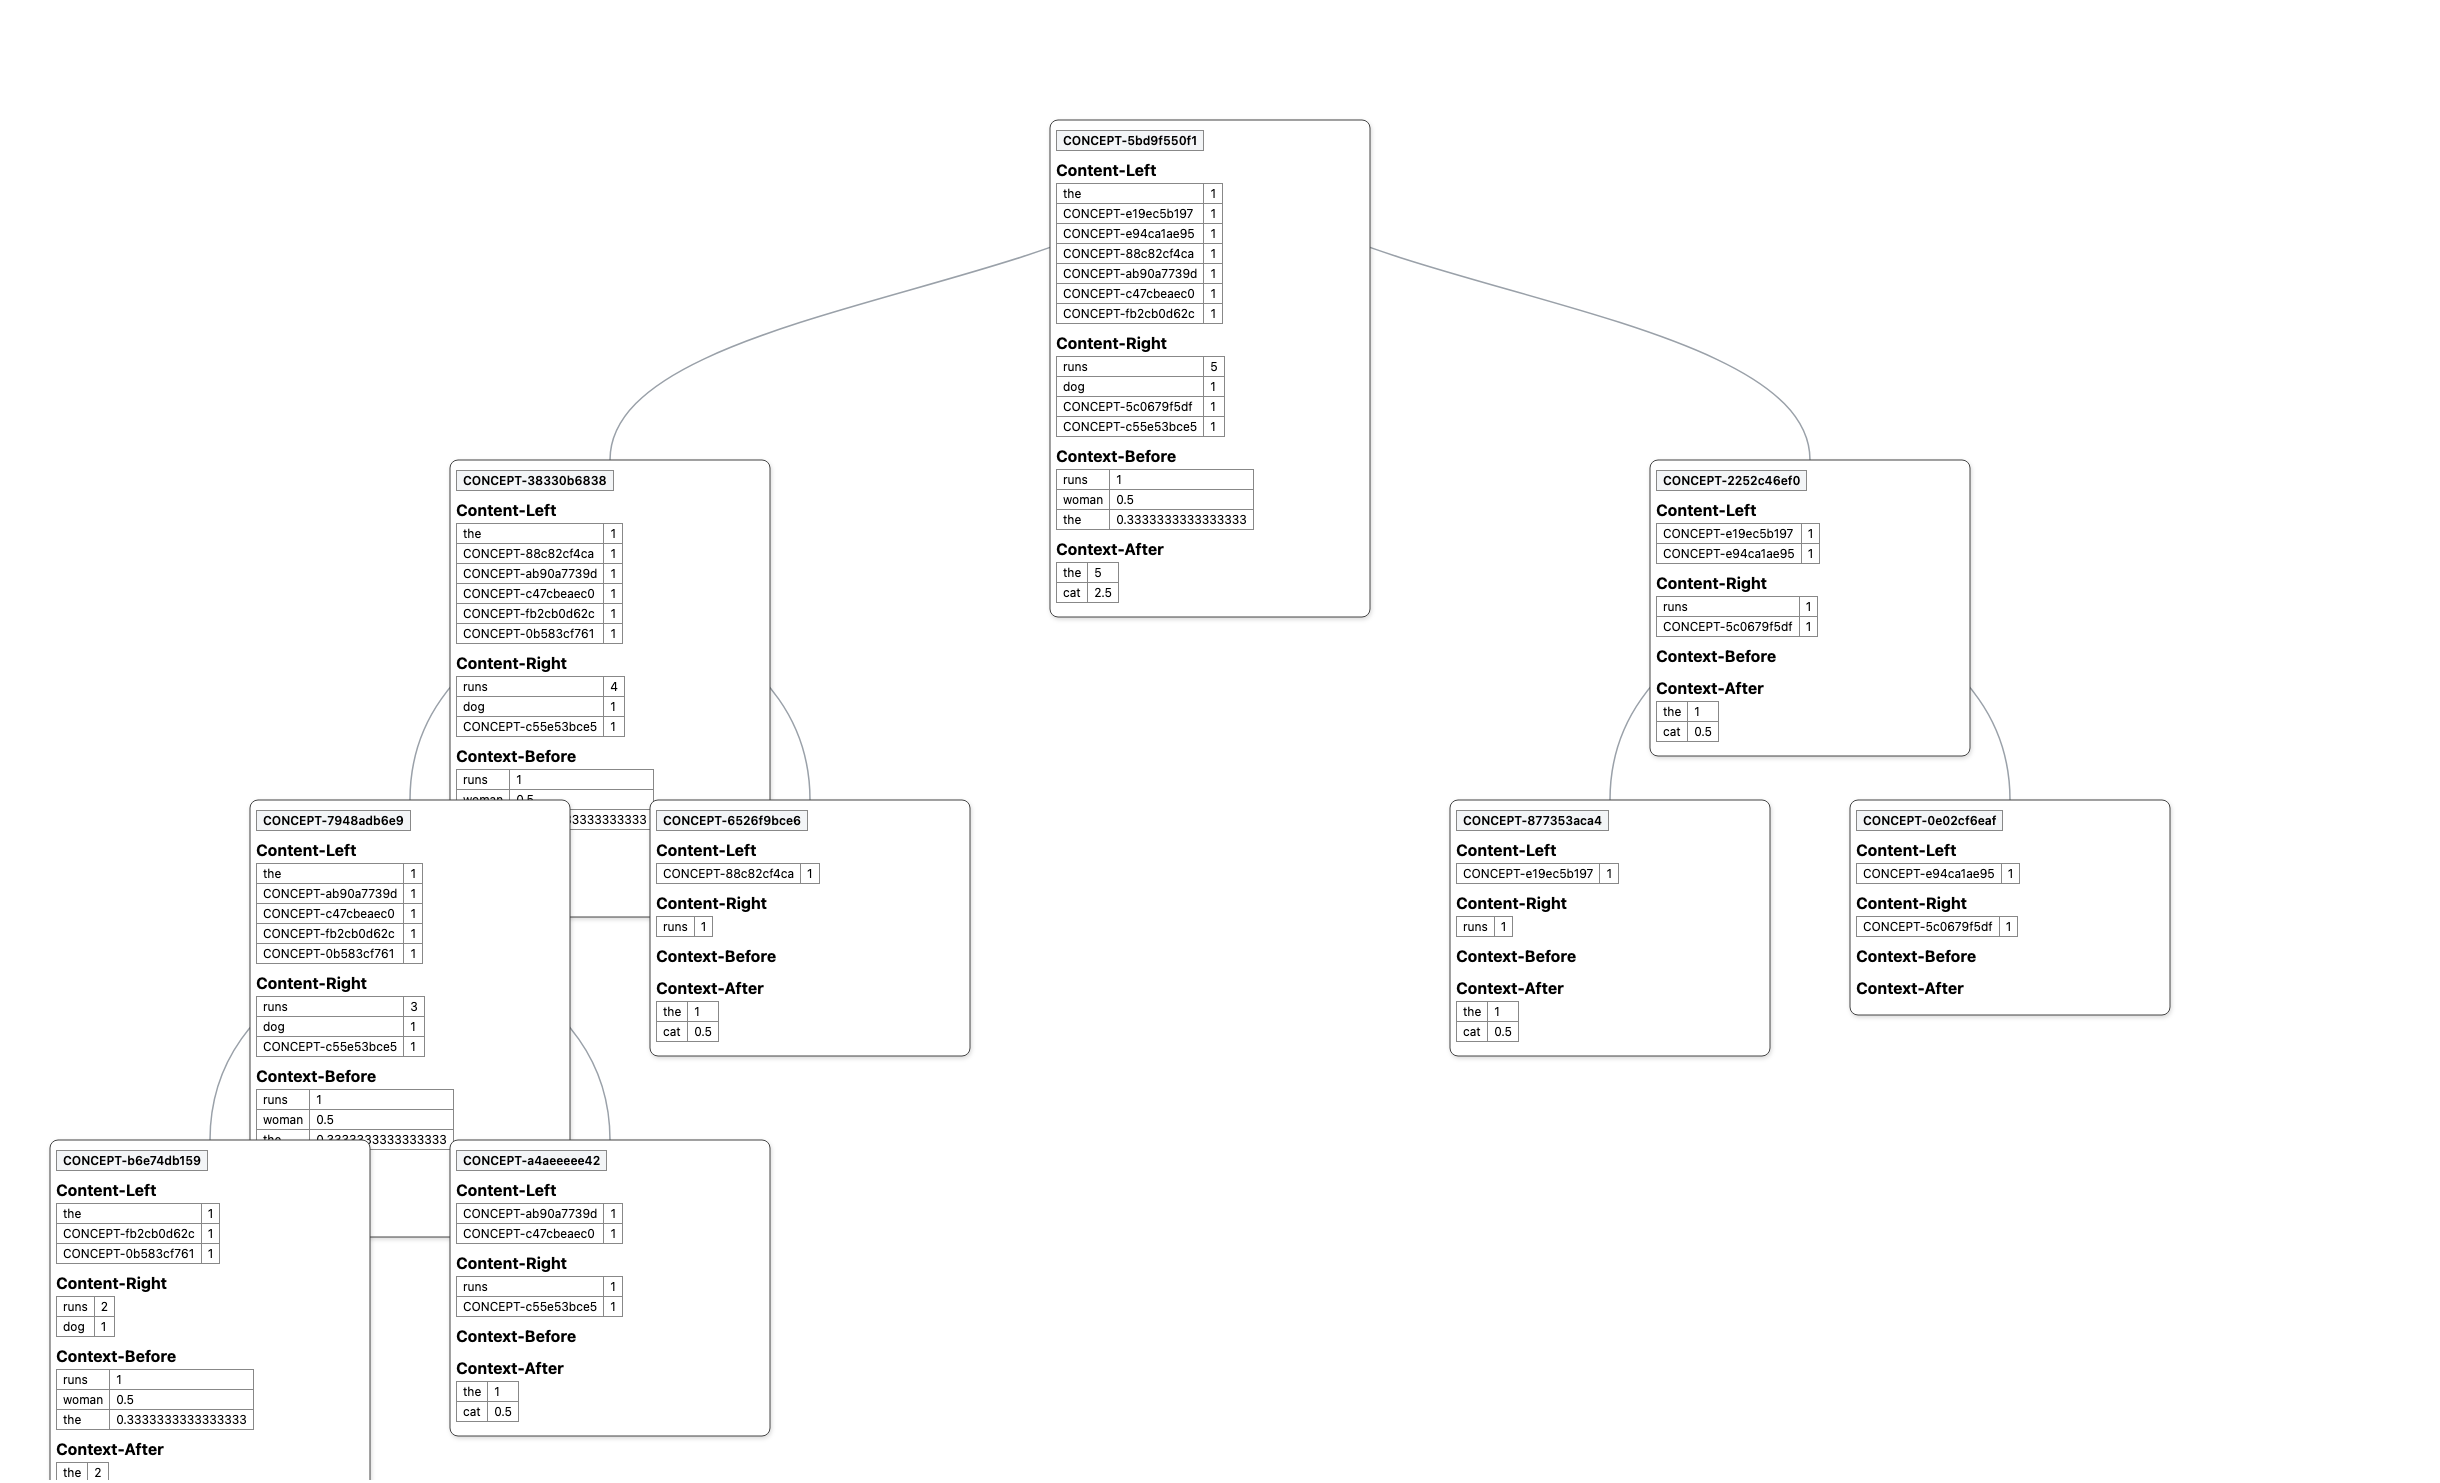 CONCEPT-5bd9f550f1
Content-Left
the 1
CONCEPT-e19ec5b197 1
CONCEPT-e94ca1ae95 1
CONCEPT-88c82cf4ca 1
CONCEPT-ab90a7739d 1
CONCEPT-c47cbeaec0 1
CONCEPT-fb2cb0d62c 1
Content-Right
runs 5
dog 1
CONCEPT-5c0679f5df 1
CONCEPT-c55e53bce5 1
Context-Before
runs 1
woman 0.5
the 0.3333333333333333
Context-After
the 5
cat 2.5
CONCEPT-38330b6838
Content-Left
the 1
CONCEPT-88c82cf4ca 1
CONCEPT-ab90a7739d 1
CONCEPT-c47cbeaec0 1
CONCEPT-fb2cb0d62c 1
CONCEPT-0b583cf761 1
Content-Right
runs 4
dog 1
CONCEPT-c55e53bce5 1
Context-Before
runs 1
woman 0.5
CONCEPT-2252c46ef0
Content-Left
CONCEPT-e19ec5b197 1
CONCEPT-e94ca1ae95 1
Content-Right
runs 1
CONCEPT-5c0679f5df 1
Context-Before
Context-After
the 1
cat 0.5
CONCEPT-7948adb6e9
Content-Left
the 1
CONCEPT-ab90a7739d 1
CONCEPT-c47cbeaec0 1
CONCEPT-fb2cb0d62c 1
CONCEPT-0b583cf761 1
Content-Right
runs 3
dog 1
CONCEPT-c55e53bce5 1
Context-Before
runs 1
woman 0.5
the 0.3333333333333333
CONCEPT-6526f9bce6
Content-Left
CONCEPT-88c82cf4ca 1
Content-Right
runs 1
Context-Before
Context-After
the 1
cat 0.5
CONCEPT-877353aca4
Content-Left
CONCEPT-e19ec5b197 1
Content-Right
runs 1
Context-Before
Context-After
the 1
cat 0.5
CONCEPT-0e02cf6eaf
Content-Left
CONCEPT-e94ca1ae95 1
Content-Right
CONCEPT-5c0679f5df 1
Context-Before
Context-After
CONCEPT-b6e74db159
Content-Left
the 1
CONCEPT-fb2cb0d62c 1
CONCEPT-0b583cf761 1
Content-Right
runs 2
dog 1
Context-Before
runs 1
woman 0.5
the 0.3333333333333333
Context-After
the 2
CONCEPT-a4aeeeee42
Content-Left
CONCEPT-ab90a7739d 1
CONCEPT-c47cbeaec0 1
Content-Right
runs 1
CONCEPT-c55e53bce5 1
Context-Before
Context-After
the 1
cat 0.5